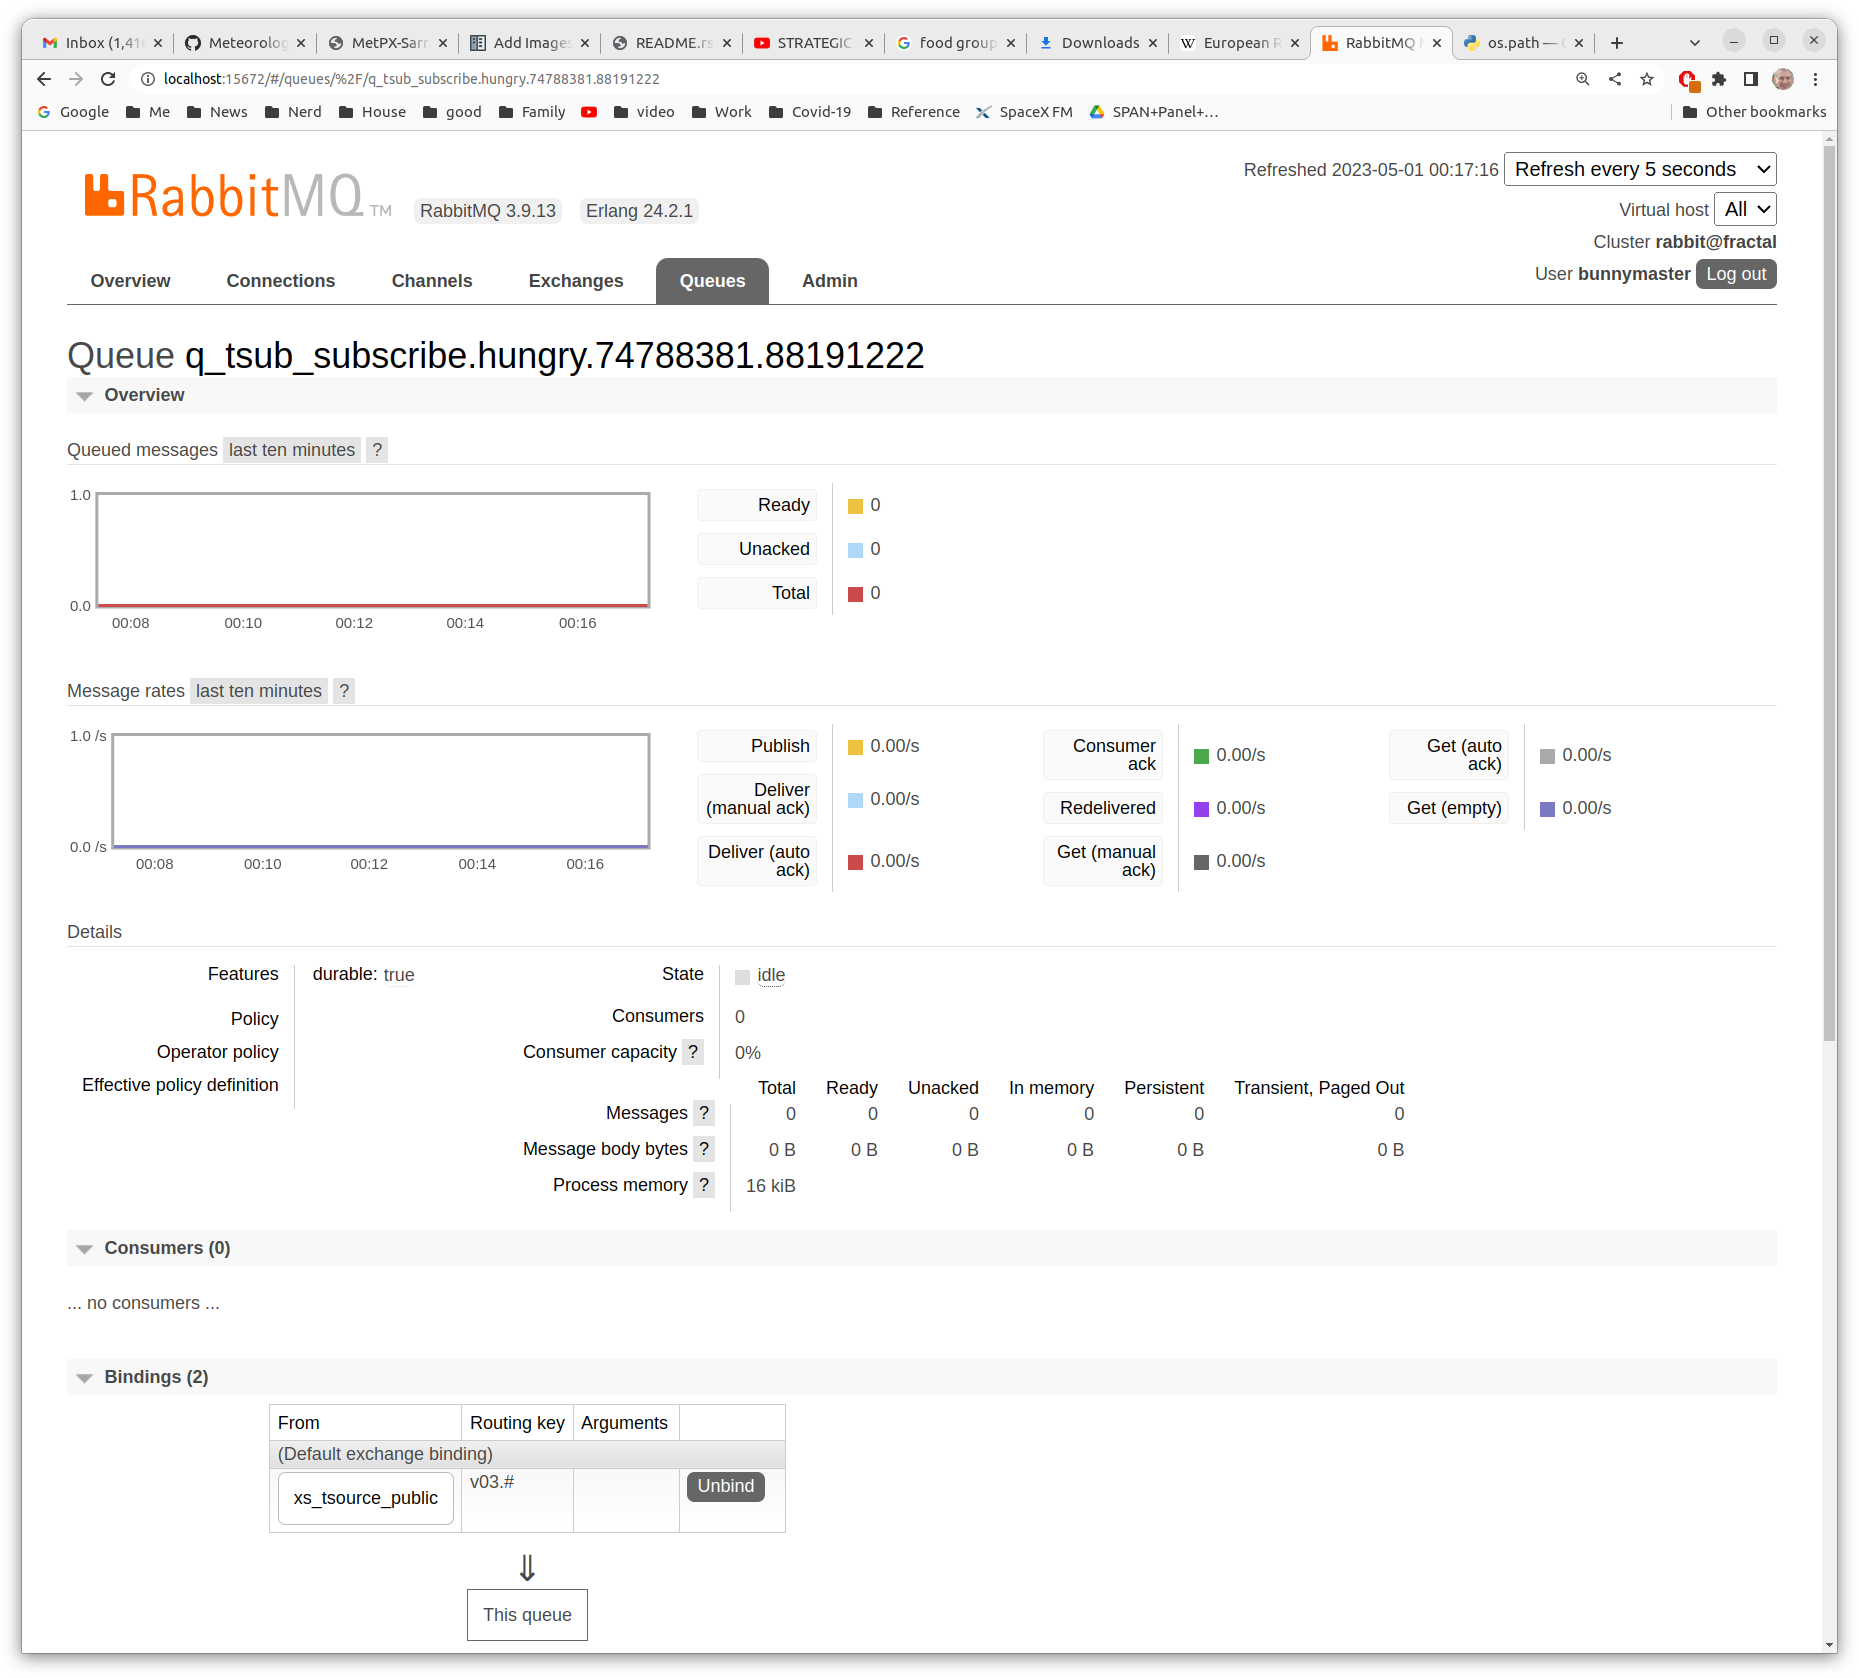 Inbox (1,41
Meteorolog
MetPX-Sarr
Add Images
README.rs
STRATEGIC
food group
Downloads
European R
RabbitMQ
os.path —
localhost:15672/#/queues/%2F/q_tsub_subscribe.hungry.74788381.88191222
Google Me News Nerd House good Family video Work Covid-19 Reference SpaceX FM SPAN+Panel+... Other bookmarks
RabbitMQ TM RabbitMQ 3.9.13 Erlang 24.2.1
Refreshed 2023-05-01 00:17:16 Refresh every 5 seconds
Virtual host All
Cluster rabbit@fractal
User bunnymaster Log out
Overview Connections Channels Exchanges Queues Admin
Queue q_tsub_subscribe.hungry.74788381.88191222
Overview
Queued messages last ten minutes ?
1.0
0.0
00:08 00:10 00:12 00:14 00:16
Ready 0
Unacked 0
Total 0
Message rates last ten minutes ?
1.0 /s
0.0 /s
00:08 00:10 00:12 00:14 00:16
Publish 0.00/s
Deliver (manual ack) 0.00/s
Deliver (auto ack) 0.00/s
Consumer ack 0.00/s
Redelivered 0.00/s
Get (manual ack) 0.00/s
Get (auto ack) 0.00/s
Get (empty) 0.00/s
Details
Features durable: true
Policy
Operator policy
Effective policy definition
State idle
Consumers 0
Consumer capacity ? 0%
Total Ready Unacked In memory Persistent Transient, Paged Out
Messages ? 0 0 0 0 0 0
Message body bytes ? 0 B 0 B 0 B 0 B 0 B 0 B
Process memory ? 16 kiB
Consumers (0)
... no consumers ...
Bindings (2)
From Routing key Arguments
(Default exchange binding)
xs_tsource_public v03.# Unbind
⇓
This queue